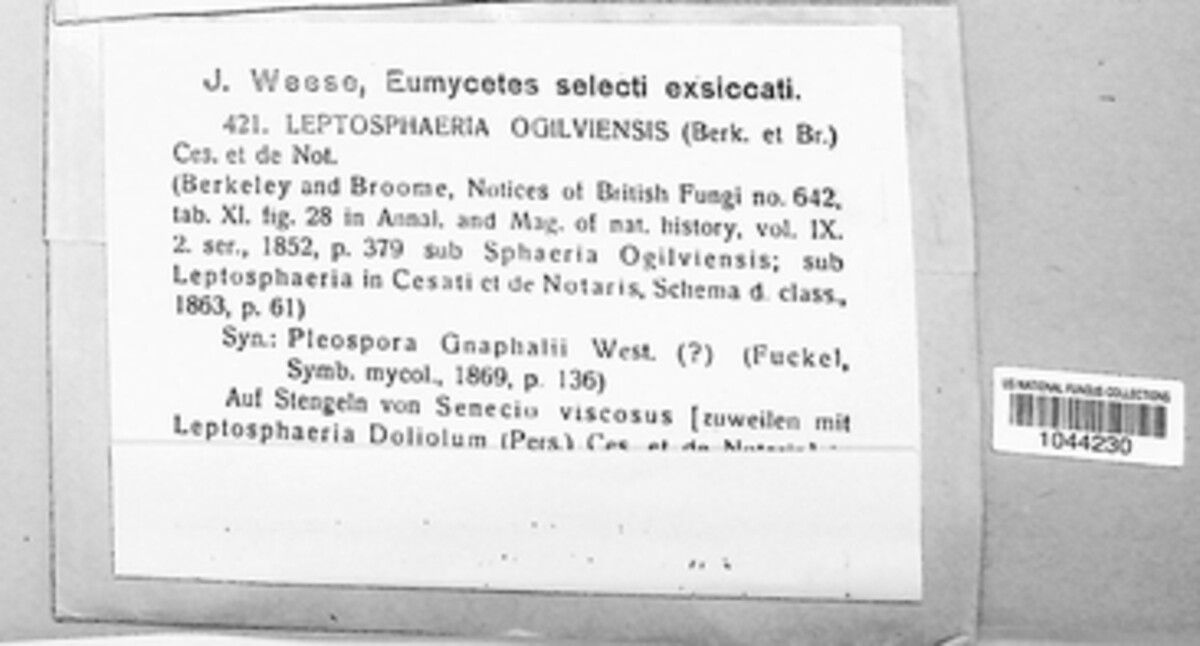 J. Weese, Eumycetes selecti exsiccati.
421. LEPTOSPHAERIA OGILVIENSIS (Berk. et Br.)
Ces. et de Not.
(Berkeley and Broome, Notices of British Fungi no. 642,
tab. XI. fig. 28 in Annal. and Mag. of nat. history, vol. IX.
2. ser., 1852, p. 379 sub Sphaeria Ogilviensis; sub
Leptosphaeria in Cesati et de Notaris, Schema d. class.,
1863, p. 61)
Syn.: Pleospora Gnaphalii West. (?) (Fuckel,
Symb. mycol., 1869, p. 136)
Auf Stengeln von Senecio viscosus [zuweilen mit
Leptosphaeria Doliolum (Pers.) Ces. et de
US NATIONAL FUNGUS COLLECTIONS
1044230